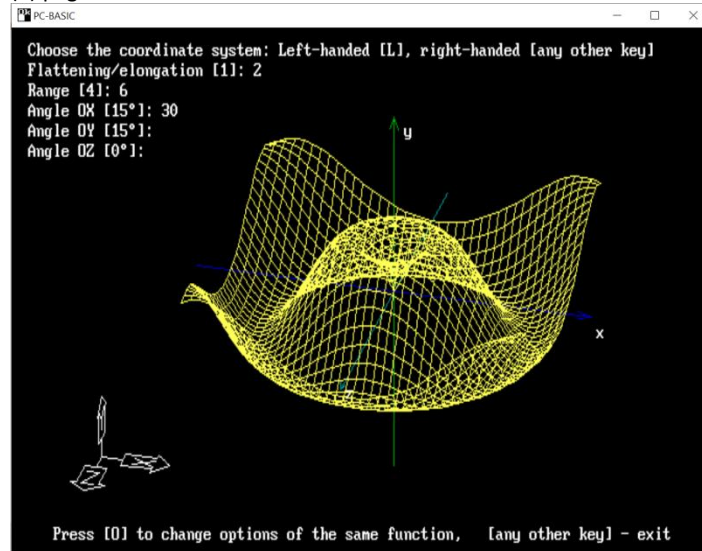 PC-BASIC
Choose the coordinate system: Left-handed [L], right-handed [any other key]
Flattening/elongation [1]: 2
Range [4]: 6
Angle OX [15°]: 30
Angle OY [15°]:
Angle OZ [0°]:
y
x
z
X
Z
Press [O] to change options of the same function, [any other key] - exit